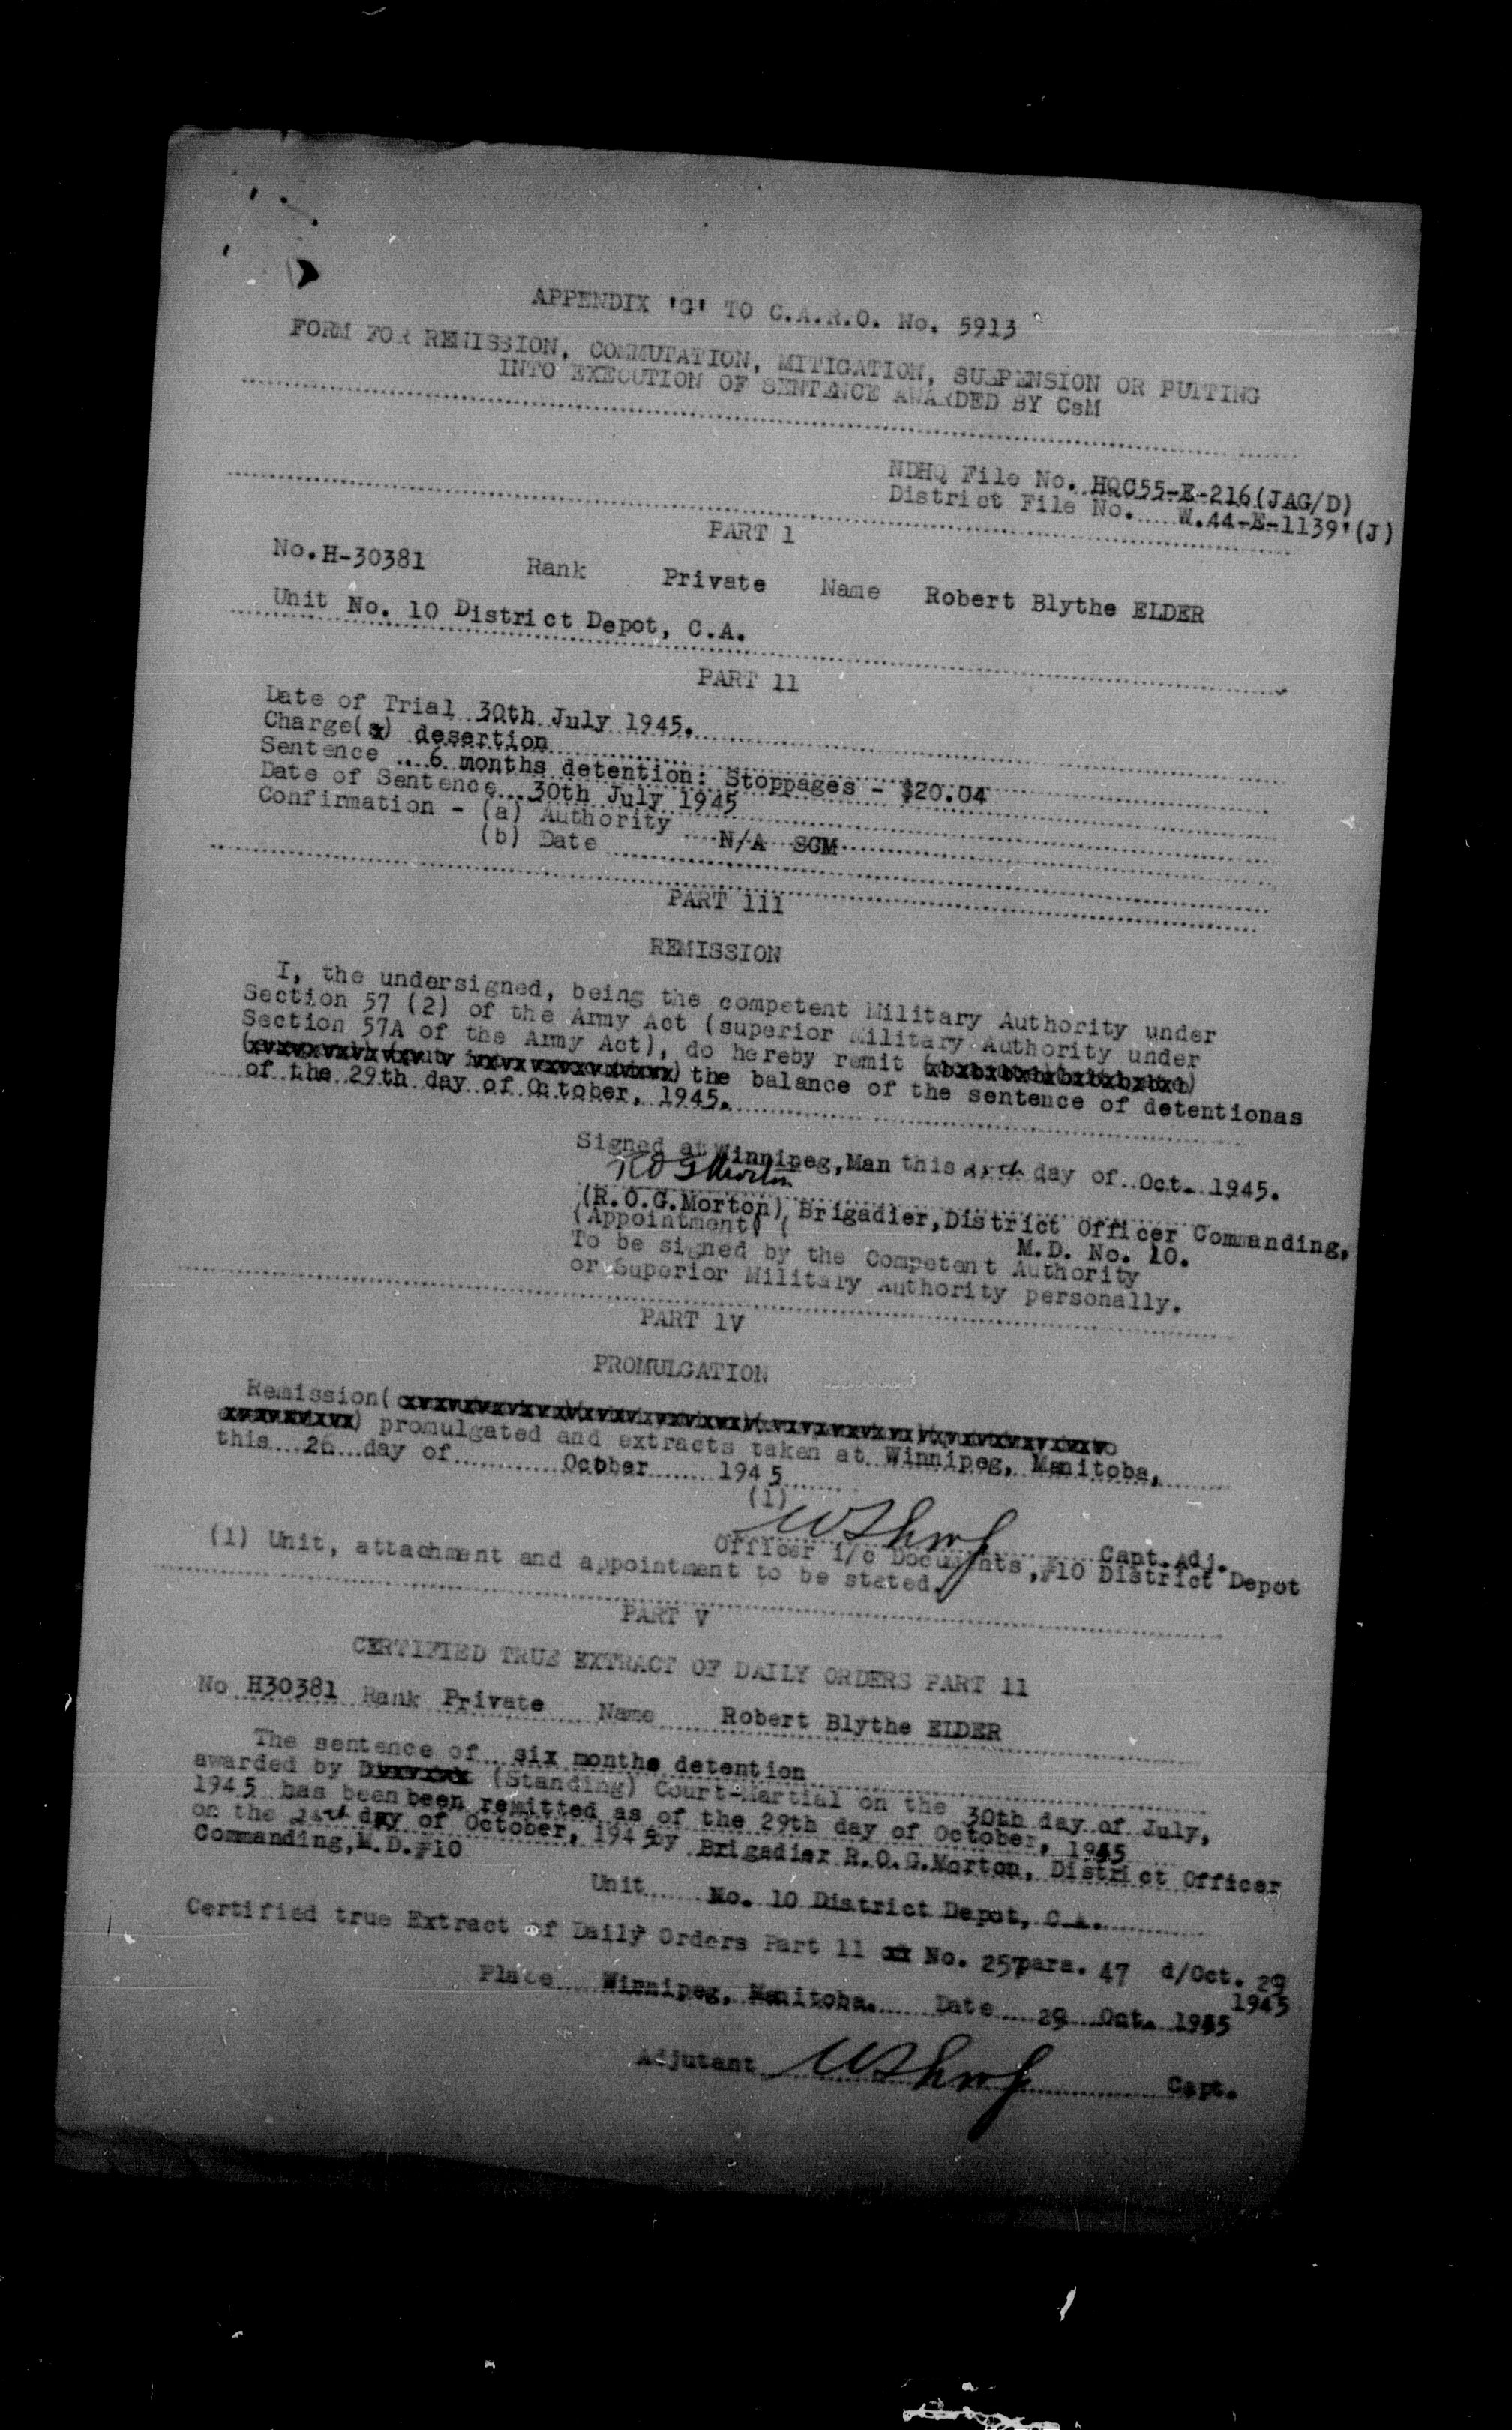 APPENDIX 'G' TO C.A.R.O. No. 5913
FORM FOR REMISSION, COMMUTATION, MITIGATION, SUSPENSION OR PUTTING
INTO EXECUTION OF SENTENCE AWARDED BY CsM
NDHQ File No. HQC55-E-216(JAG/D)
District File No. W.44-E-1139'(J)
PART 1
No. H-30381 Rank Private Name Robert Blythe ELDER
Unit No. 10 District Depot, C.A.
PART 11
Date of Trial 30th July 1945.
Charge(s) desertion
Sentence 6 months detention: Stoppages - $20.04
Date of Sentence 30th July 1945
Confirmation - (a) Authority N/A SCM
(b) Date
PART 111
REMISSION
I, the undersigned, being the competent Military Authority under
Section 57 (2) of the Army Act (superior Military Authority under
Section 57A of the Army Act), do hereby remit
the balance of the sentence of detentionas
of the 29th day of October, 1945.
Signed at Winnipeg,Man this day of Oct. 1945.
(R.O.G.Morton) Brigadier,District Officer Commanding,
(Appointment) ( M.D. No. 10.
To be signed by the Competent Authority
or Superior Military Authority personally.
PART 1V
PROMULGATION
Remission(
) promulgated and extracts taken at Winnipeg, Manitoba,
this 26 day of October 1945
(1)
Capt.Adj.
Officer i/c Documents,#10 District Depot
(1) Unit, attachment and appointment to be stated.
PART V
CERTIFIED TRUE EXTRACT OF DAILY ORDERS PART 11
No H30381 Rank Private Name Robert Blythe ELDER
The sentence of six months detention
awarded by (Standing) Court-Martial on the 30th day of July,
1945 has been been remitted as of the 29th day of October, 1945
on the day of October, 1945 by Brigadier R.O.G.Morton, District Officer
Commanding,M.D.#10
Unit No. 10 District Depot, C.A.
Certified true Extract of Daily Orders Part 11 No. 257para. 47 d/Oct. 29
1945
Place Winnipeg, Manitoba. Date 29 Oct. 1945
Adjutant Capt.